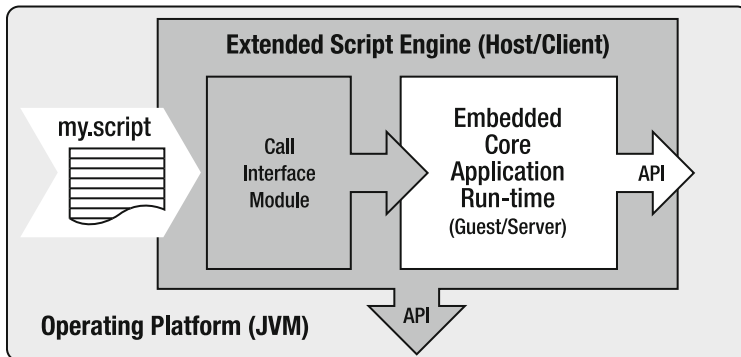 Extended Script Engine (Host/Client)
my.script
Call
Interface
Module
Embedded
Core
Application
Run-time
(Guest/Server)
API
API
Operating Platform (JVM)